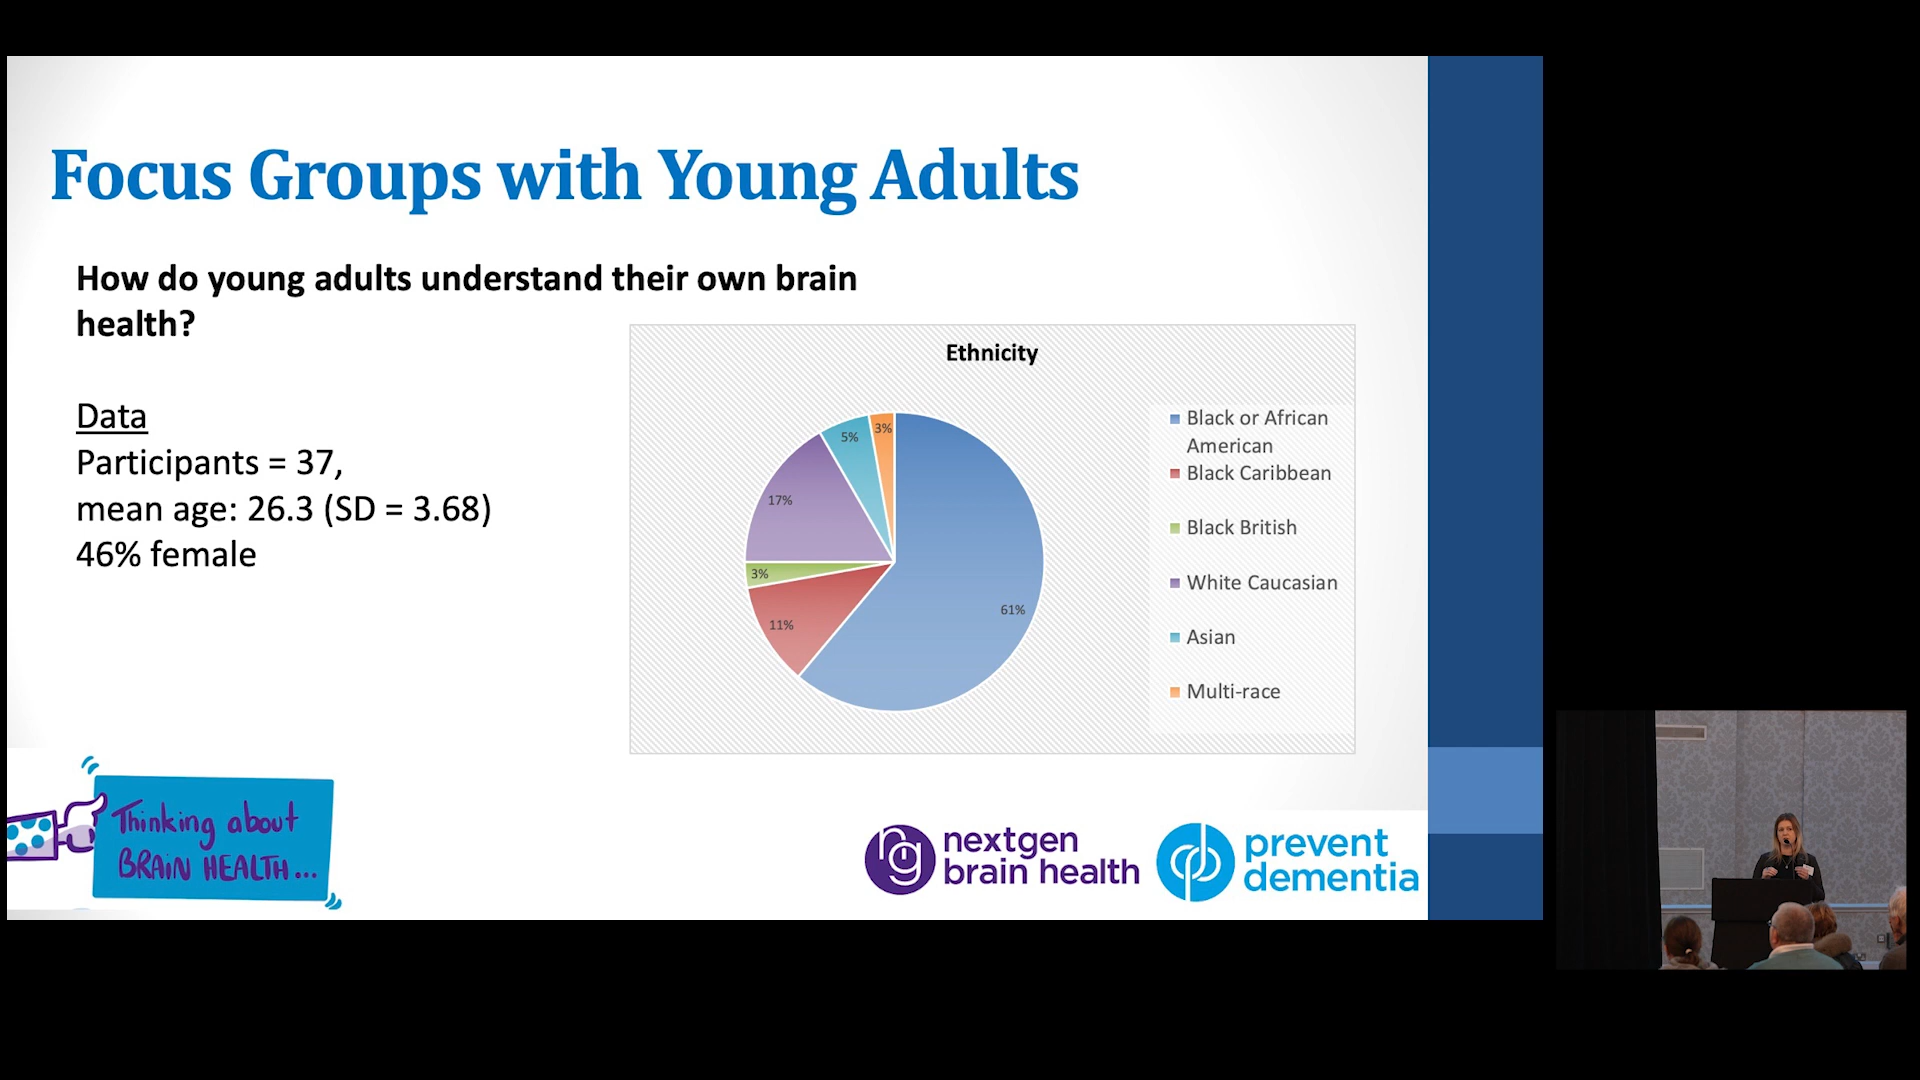 Focus Groups with Young Adults
How do young adults understand their own brain
health?
Data
Participants = 37,
mean age: 26.3 (SD = 3.68)
46% female
Ethnicity
3%
5%
17%
3%
11%
61%
Black or African
American
Black Caribbean
Black British
White Caucasian
Asian
Multi-race
Thinking about
BRAIN HEALTH...
ng
nextgen
brain health
prevent
dementia